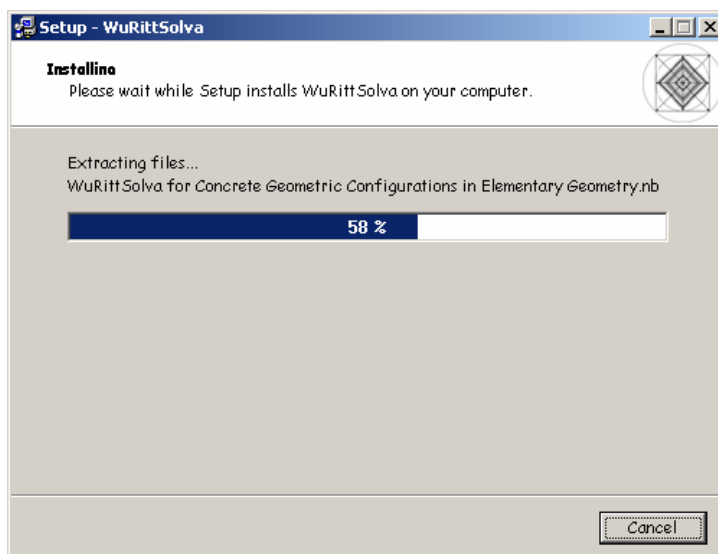 Setup - WuRittSolva
Installing
Please wait while Setup installs WuRittSolva on your computer.
Extracting files...
WuRittSolva for Concrete Geometric Configurations in Elementary Geometry.nb
58 %
Cancel